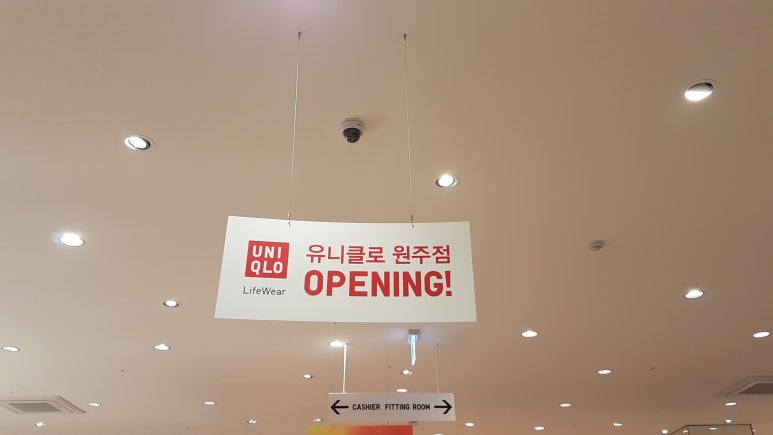 UNI
QLO
LifeWear
유니클로 원주점
OPENING!
← CASHIER FITTING ROOM →